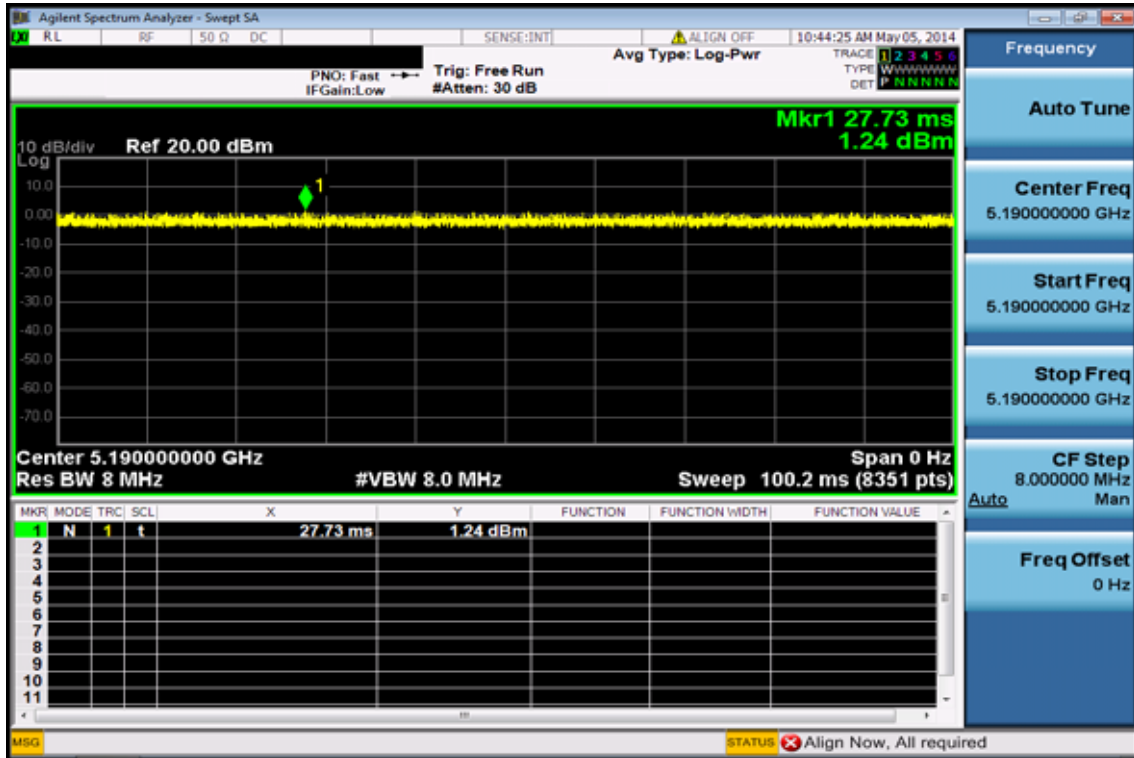 Agilent Spectrum Analyzer - Swept SA
RL RF 50 Ω DC SENSE:INT ALIGN OFF 10:44:25 AM May 05, 2014
Avg Type: Log-Pwr
TRACE 1 2 3 4 5 6
PNO: Fast Trig: Free Run
TYPE WWWWWW
IFGain:Low #Atten: 30 dB
DET P N N N N N
Mkr1 27.73 ms
1.24 dBm
10 dB/div Ref 20.00 dBm
Log
1
10.0
0.00
-10.0
-20.0
-30.0
-40.0
-50.0
-60.0
-70.0
Center 5.190000000 GHz Span 0 Hz
Res BW 8 MHz #VBW 8.0 MHz Sweep 100.2 ms (8351 pts)
MKR MODE TRC SCL X Y FUNCTION FUNCTION WIDTH FUNCTION VALUE
1 N 1 t 27.73 ms 1.24 dBm
2
3
4
5
6
7
8
9
10
11
MSG STATUS Align Now, All required
Frequency
Auto Tune
Center Freq
5.190000000 GHz
Start Freq
5.190000000 GHz
Stop Freq
5.190000000 GHz
CF Step
8.000000 MHz
Auto Man
Freq Offset
0 Hz